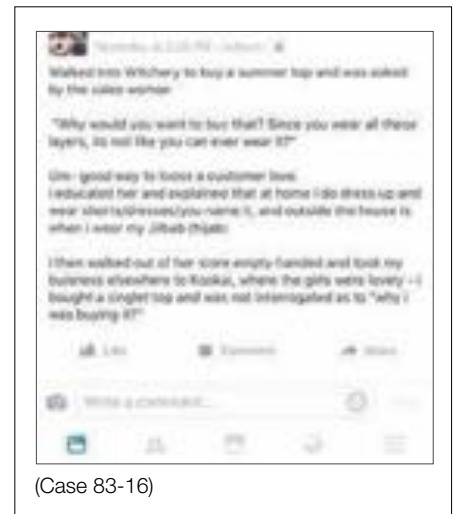 Walked into Witchery to buy a summer top and was asked
by the sales woman
"Why would you want to buy that? Since you wear all these
layers, its not like you can ever wear it?"
Um- good way to loose a customer love.
I educated her and explained that at home I do dress up and
wear shorts/dresses/you name it, and outside the house is
when I wear my Jilbab (hijab)
I then walked out of her store empty handed and took my
business elsewhere to Kookai, where the girls were lovely - I
bought a singlet top and was not interrogated as to "why I
was buying it?"
Like Comment Share
Write a comment...
(Case 83-16)